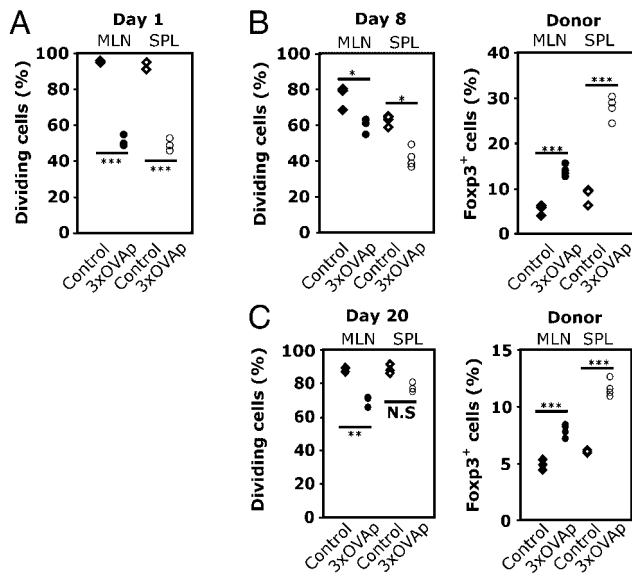 A
Day 1
MLN SPL
Dividing cells (%)
100
80
60
40
20
0
***
***
Control
3xOVAp
Control
3xOVAp
B
Day 8
MLN SPL
Dividing cells (%)
100
80
60
40
20
0
*
*
Control
3xOVAp
Control
3xOVAp
Donor
MLN SPL
Foxp3+ cells (%)
40
30
20
10
0
***
***
Control
3xOVAp
Control
3xOVAp
C
Day 20
MLN SPL
Dividing cells (%)
100
80
60
40
20
0
**
N.S
Control
3xOVAp
Control
3xOVAp
Donor
MLN SPL
Foxp3+ cells (%)
15
10
5
0
***
***
Control
3xOVAp
Control
3xOVAp